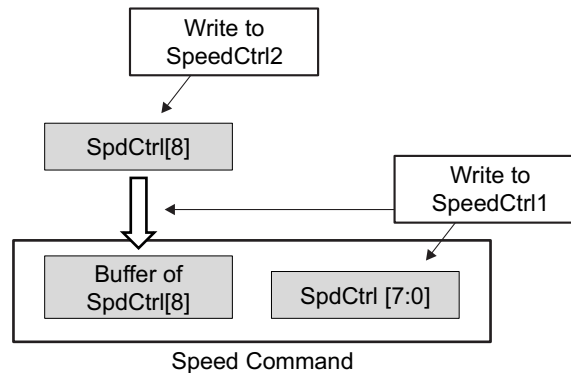 Write to
SpeedCtrl2
SpdCtrl[8]
Write to
SpeedCtrl1
Buffer of
SpdCtrl[8]
SpdCtrl [7:0]
Speed Command